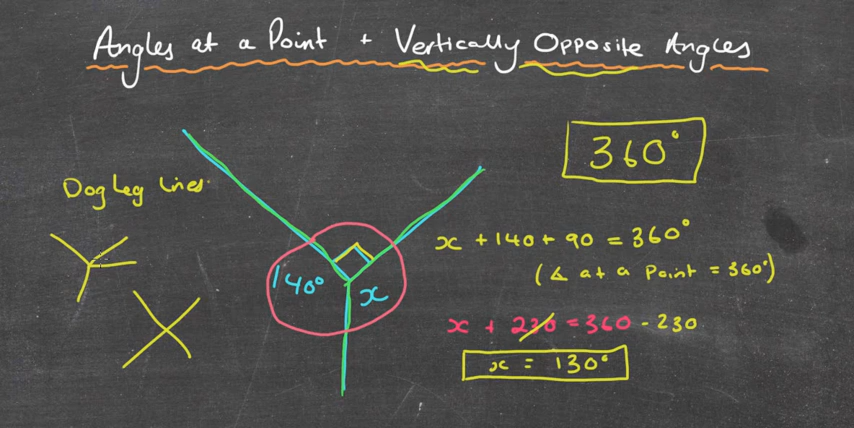 Angles at a Point + Vertically Opposite Angles
360°
Dog Leg Lines.
140°
x
x + 140 + 90 = 360°
(∡ at a Point = 360°)
x + 230 = 360 - 230
x = 130°